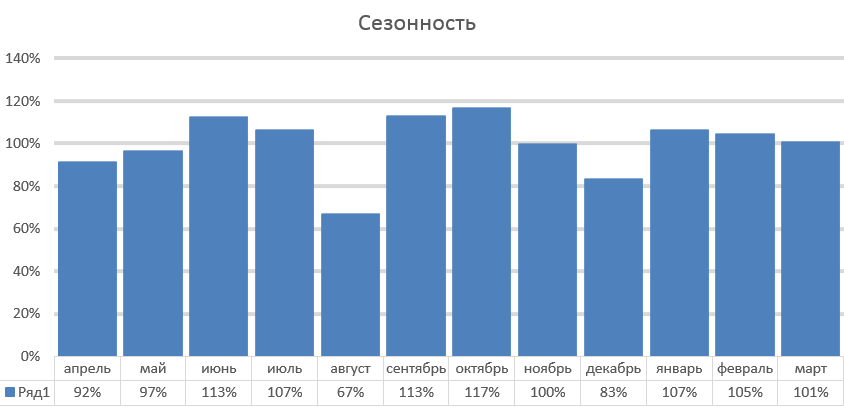 Сезонность
140%
120%
100%
80%
60%
40%
20%
0%
апрель май июнь июль август сентябрь октябрь ноябрь декабрь январь февраль март
Ряд1 92% 97% 113% 107% 67% 113% 117% 100% 83% 107% 105% 101%